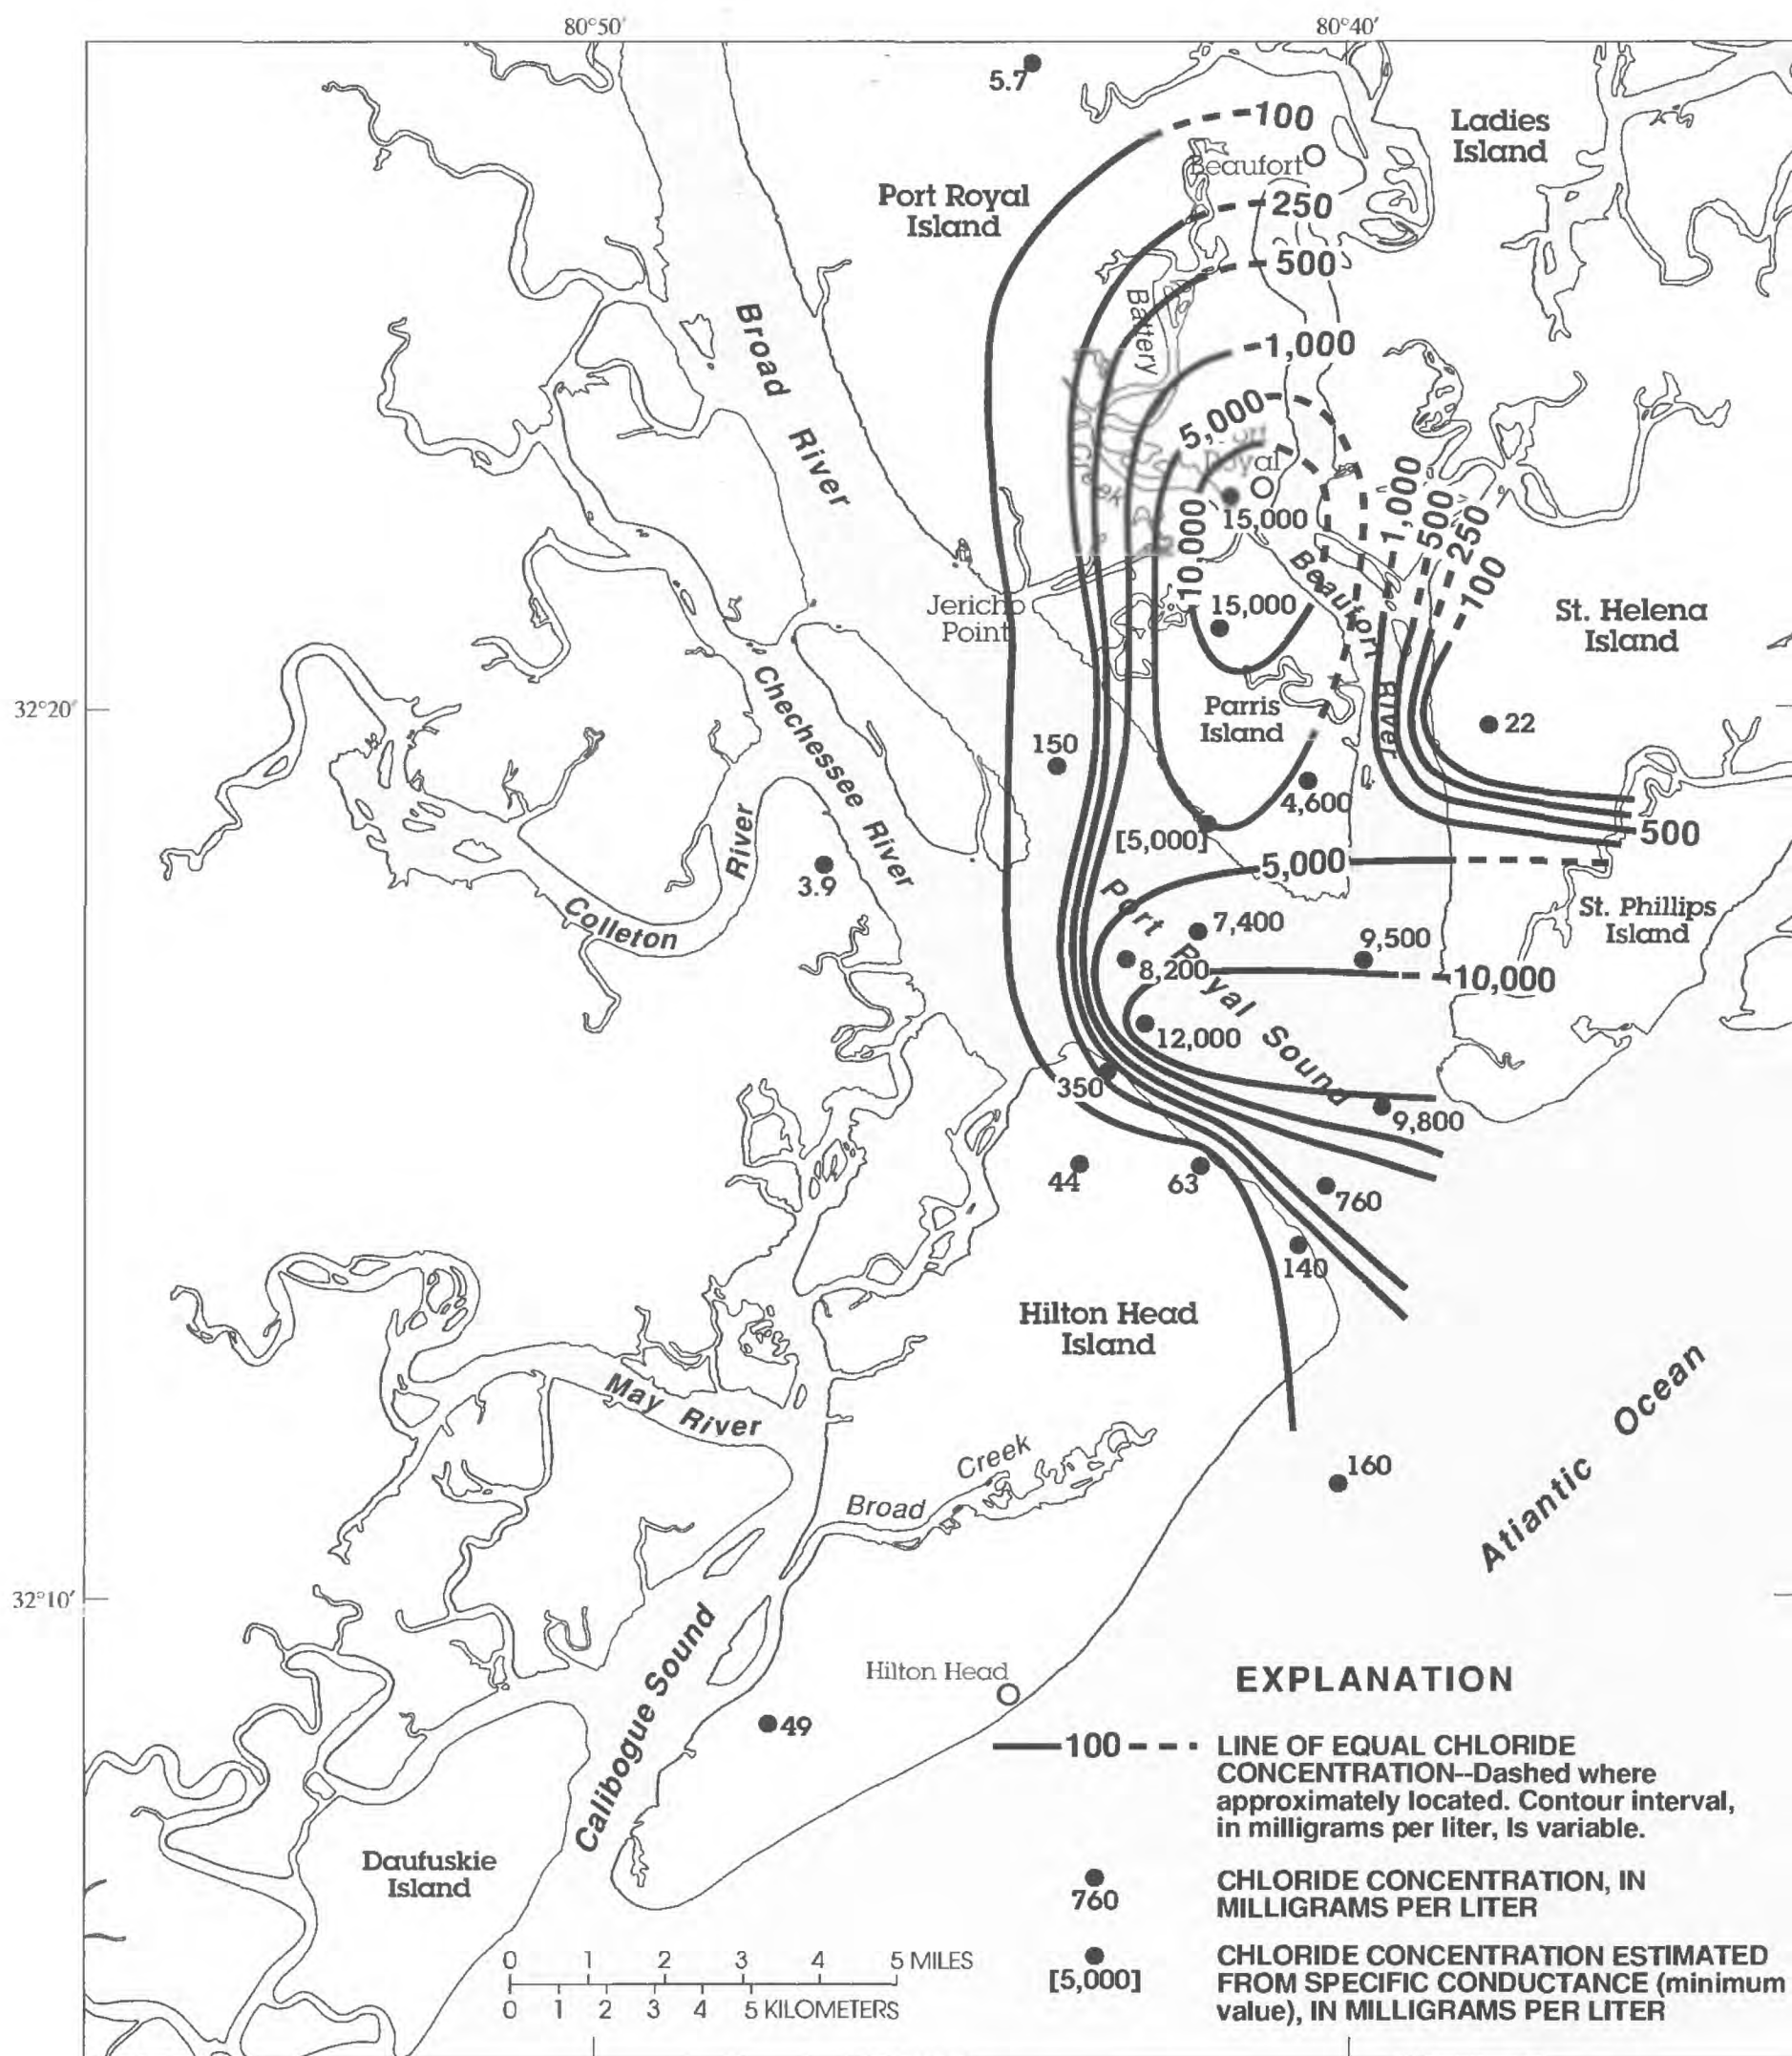 80°50′
80°40′
5.7
100
Ladies
Island
Beaufort
Port Royal
Island
250
500
Battery
1,000
Broad
River
5,000
Port
Royal
Creek
15,000
10,000
1,000
500
250
100
Beaufort
River
15,000
Jericho
Point
St. Helena
Island
Chechessee
River
32°20′
Parris
Island
22
150
4,600
[5,000]
500
5,000
River
3.9
Colleton
St. Phillips
Island
7,400
9,500
8,200
10,000
Port
Royal
Sound
12,000
350
9,800
44
63
760
140
Hilton Head
Island
May River
Atlantic
Ocean
160
Creek
Broad
32°10′
Calibogue Sound
Hilton Head
49
Daufuskie
Island
EXPLANATION
100
LINE OF EQUAL CHLORIDE
CONCENTRATION--Dashed where
approximately located. Contour interval,
in milligrams per liter, Is variable.
760
CHLORIDE CONCENTRATION, IN
MILLIGRAMS PER LITER
[5,000]
CHLORIDE CONCENTRATION ESTIMATED
FROM SPECIFIC CONDUCTANCE (minimum
value), IN MILLIGRAMS PER LITER
0 1 2 3 4 5 MILES
0 1 2 3 4 5 KILOMETERS